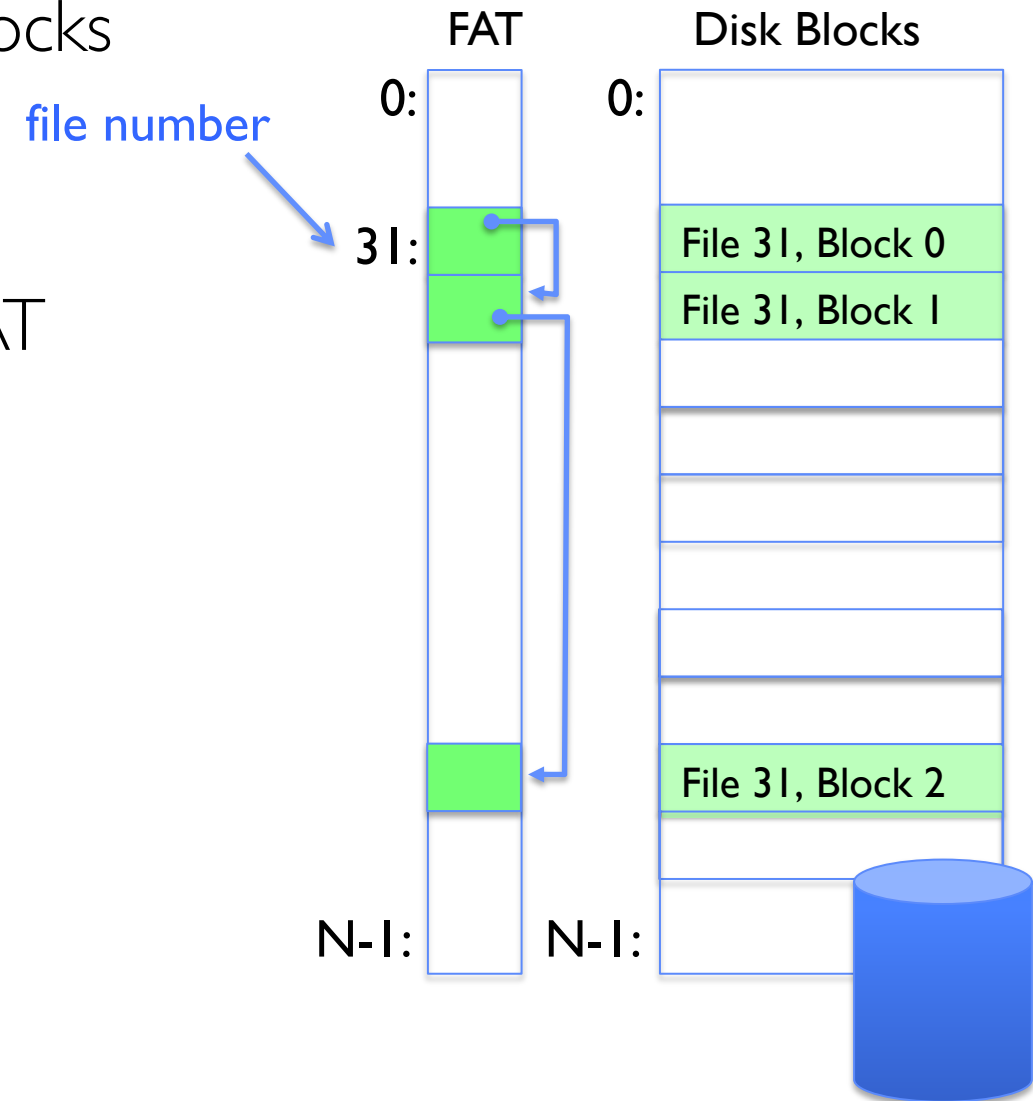 ocks
FAT Disk Blocks
0: 0:
file number
31: File 31, Block 0
File 31, Block 1
AT
File 31, Block 2
N-1: N-1: